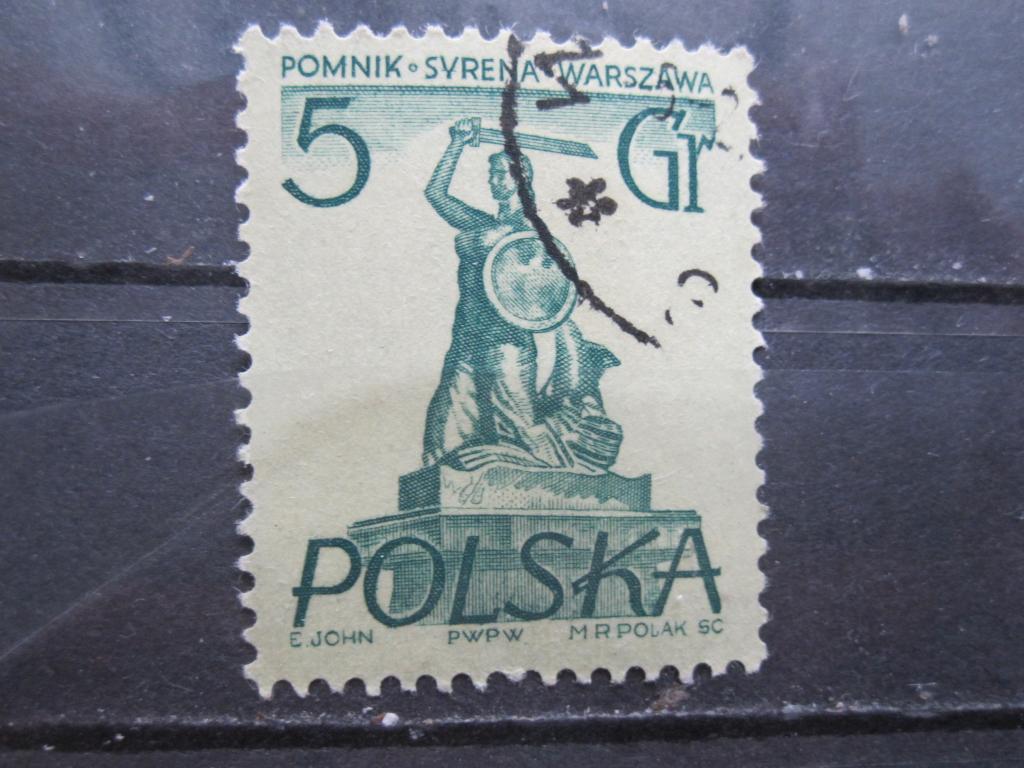 POMNIK • SYRENA • WARSZAWA
5 Gr
POLSKA
E. JOHN PWPW. M R POLAK SC